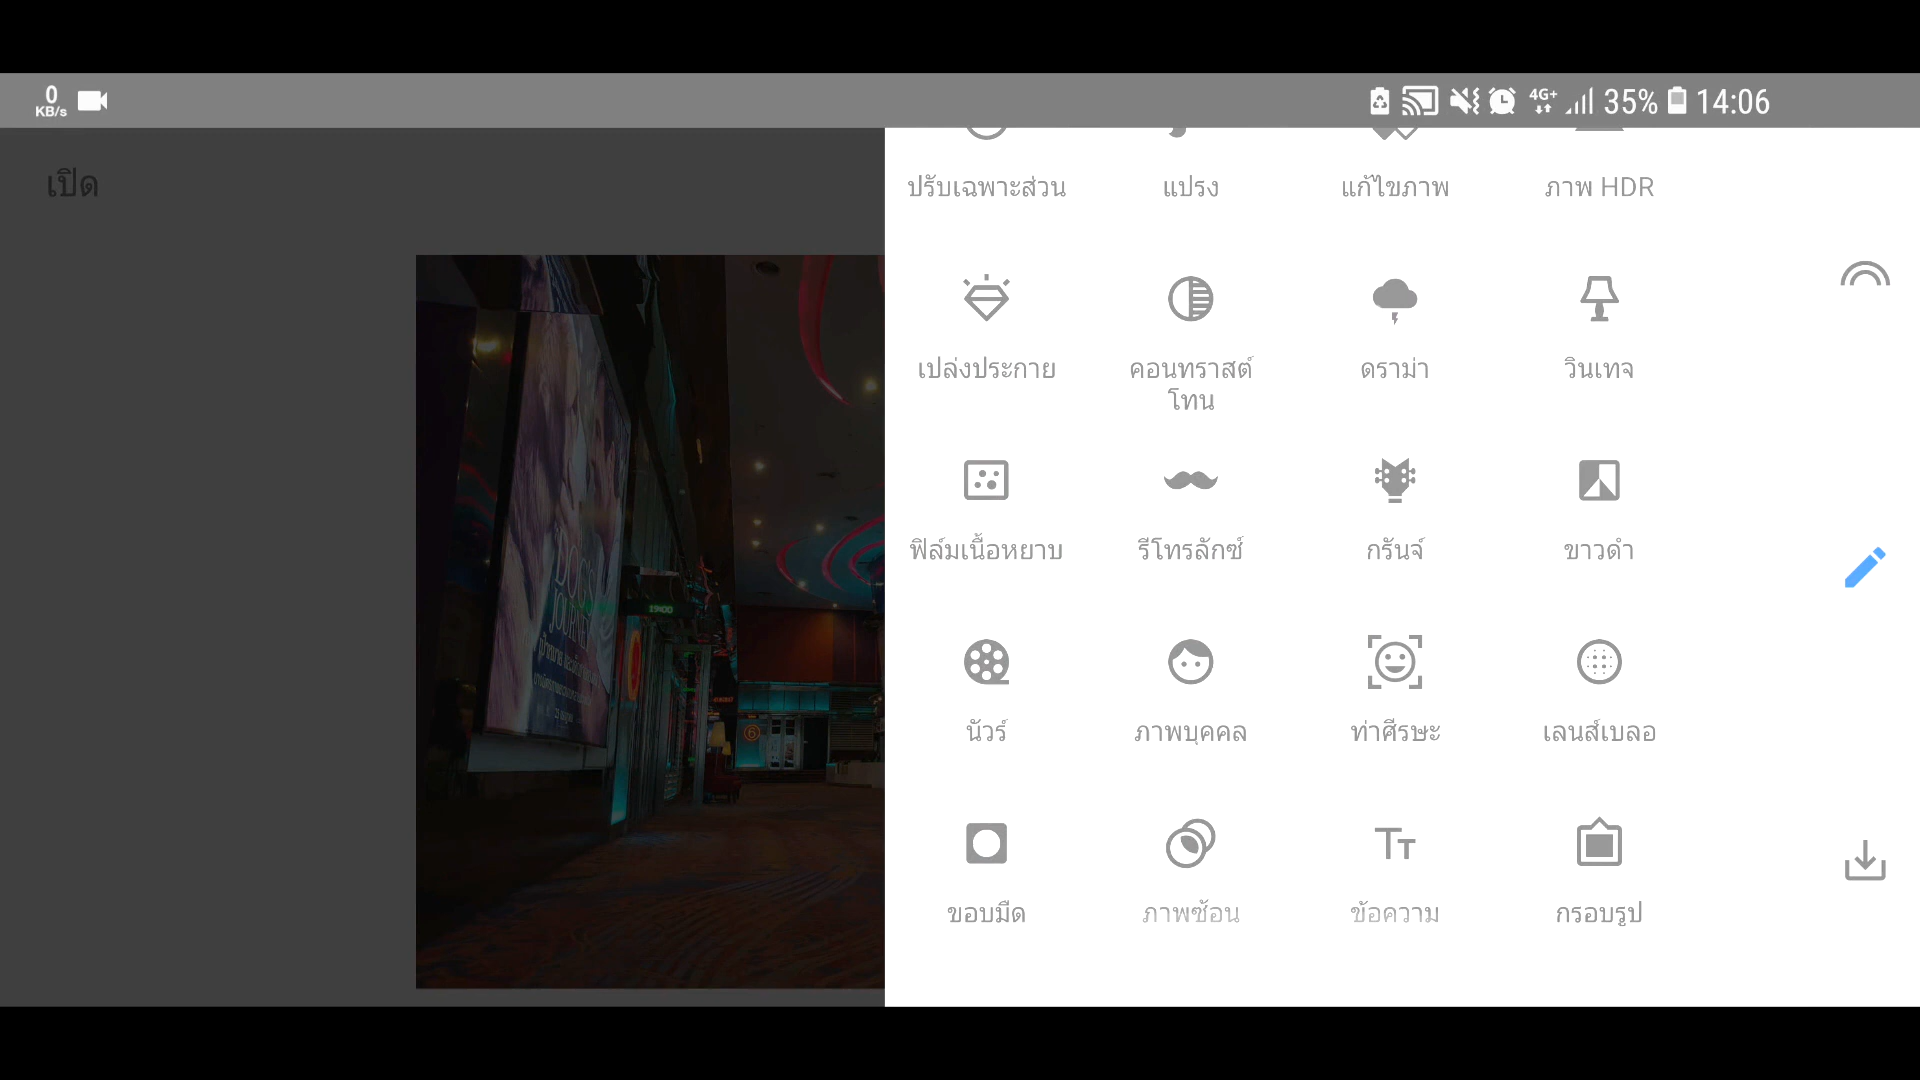 0
KB/s
4G+
35%
14:06
เปิด
ปรับเฉพาะส่วน
แปรง
แก้ไขภาพ
ภาพ HDR
เปล่งประกาย
คอนทราสต์
โทน
ดราม่า
วินเทจ
ฟิล์มเนื้อหยาบ
รีโทรลักซ์
กรันจ์
ขาวดำ
นัวร์
ภาพบุคคล
ท่าศีรษะ
เลนส์เบลอ
ขอบมืด
ภาพซ้อน
ข้อความ
กรอบรูป
DOG'S
JOURNEY
19:00
6